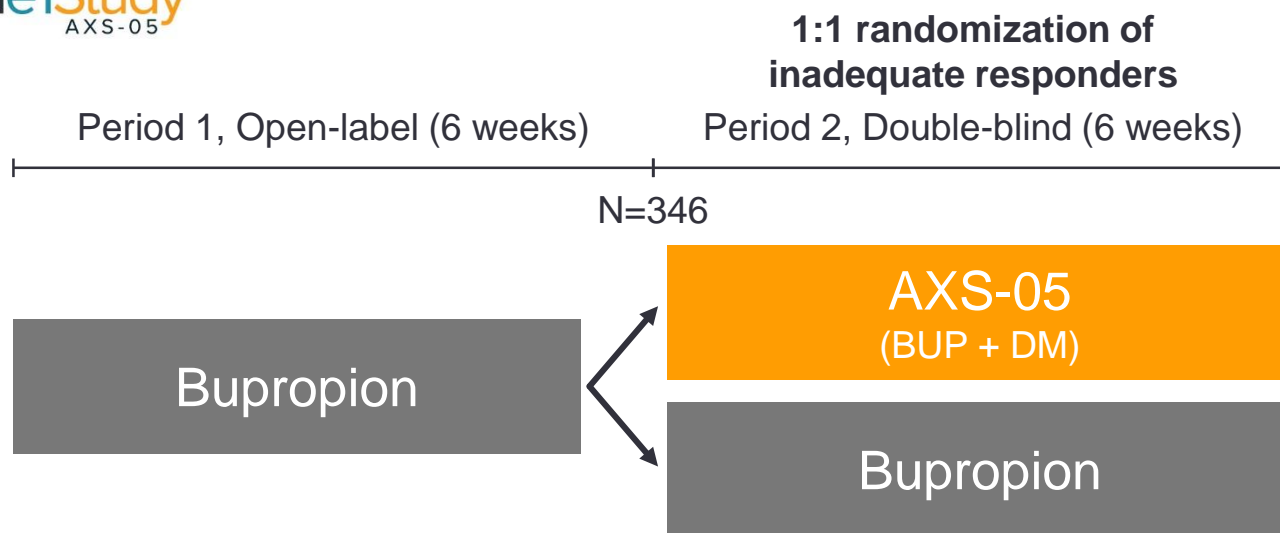 Study
AXS-05
1:1 randomization of
inadequate responders
Period 1, Open-label (6 weeks)
Period 2, Double-blind (6 weeks)
N=346
AXS-05
(BUP + DM)
Bupropion
Bupropion